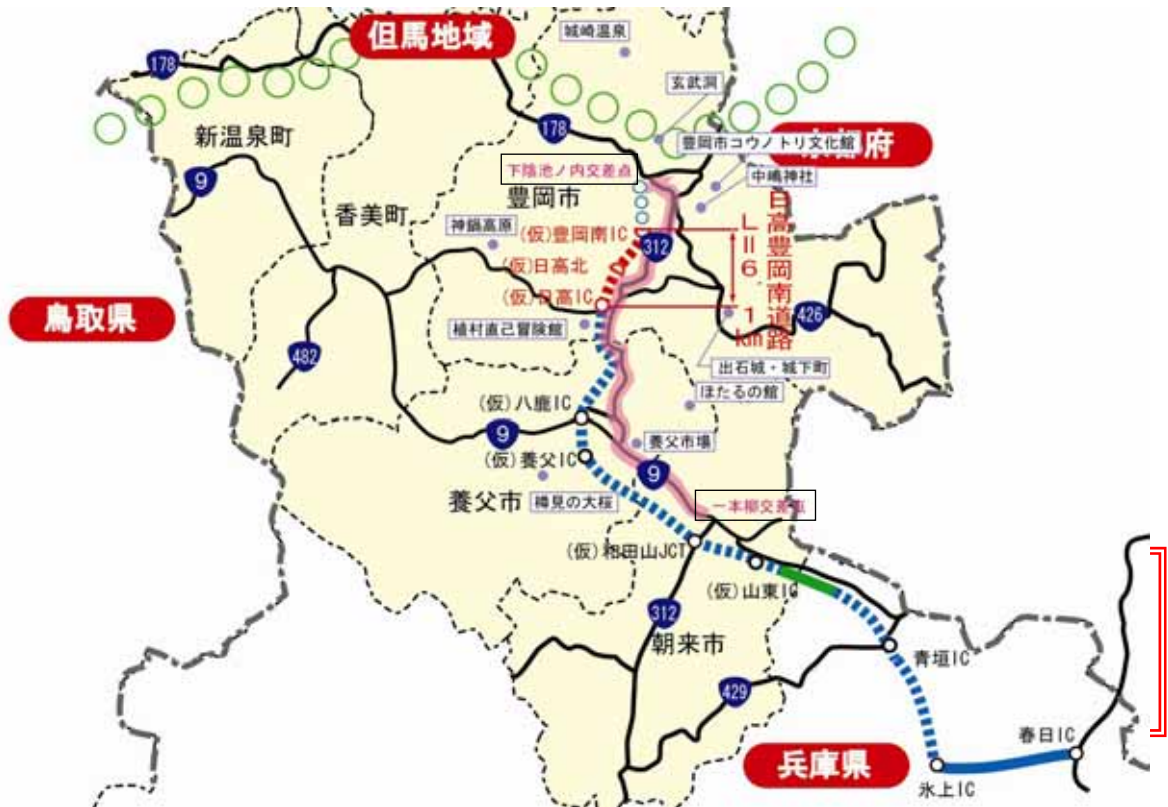 但馬地域
城崎温泉
178
玄武洞
新温泉町
178
豊岡市コウノトリ文化館
京都府
下陰池ノ内交差点
中嶋神社
9
豊岡市
香美町
神鍋高原
(仮)豊岡南IC
312
日高豊岡南道路
L=6.1km
(仮)日高北
(仮)日高IC
鳥取県
植村直己冒険館
426
482
出石城・城下町
ほたるの館
(仮)八鹿IC
9
養父市場
(仮)養父IC
9
養父市
樽見の大桜
一本柳交差点
(仮)和田山JCT
(仮)山東IC
312
朝来市
青垣IC
429
春日IC
兵庫県
氷上IC